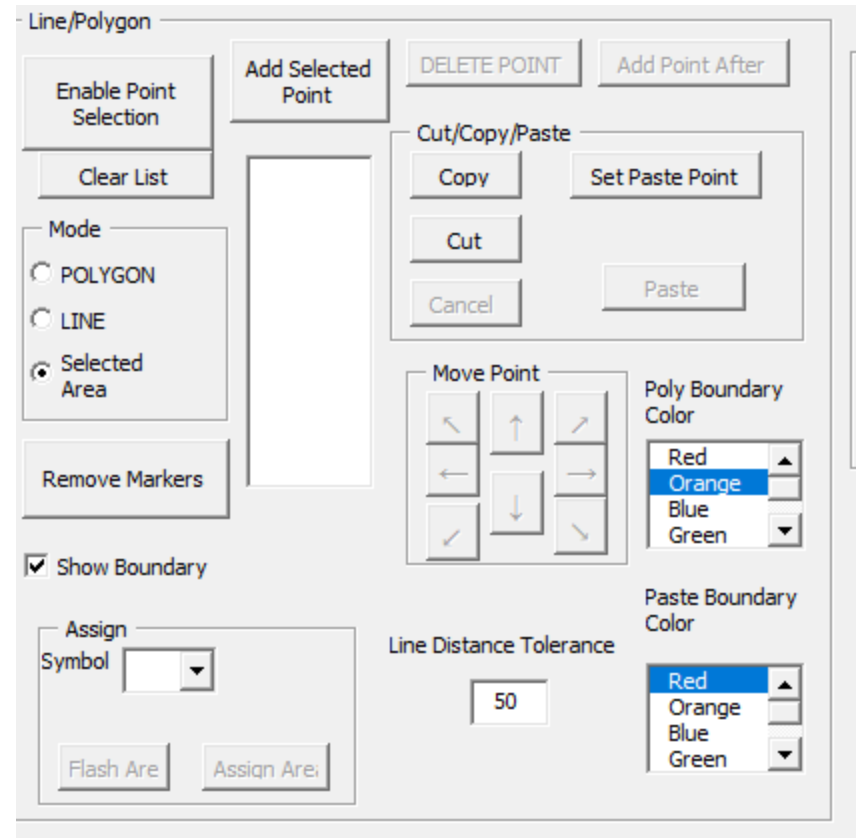 Line/Polygon
Enable Point
Selection
Add Selected
Point
DELETE POINT
Add Point After
Clear List
Cut/Copy/Paste
Copy
Set Paste Point
Cut
Cancel
Paste
Mode
POLYGON
LINE
Selected
Area
Remove Markers
Show Boundary
Move Point
↖ ↑ ↗
← →
↙ ↓ ↘
Poly Boundary
Color
Red
Orange
Blue
Green
Assign
Symbol
Flash Are
Assign Area
Line Distance Tolerance
50
Paste Boundary
Color
Red
Orange
Blue
Green